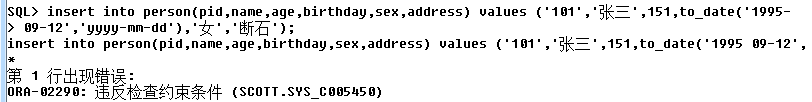 SQL> insert into person(pid,name,age,birthday,sex,address) values ('101','张三',151,to_date('1995-
> 09-12','yyyy-mm-dd'),'女','断石');
insert into person(pid,name,age,birthday,sex,address) values ('101','张三',151,to_date('1995 09-12',
*
第 1 行出现错误:
ORA-02290: 违反检查约束条件 (SCOTT.SYS_C005450)